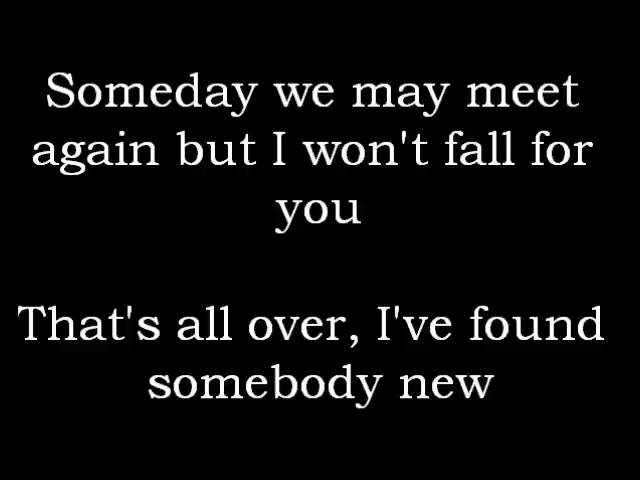 Someday we may meet
again but I won't fall for
you
That's all over, I've found
somebody new